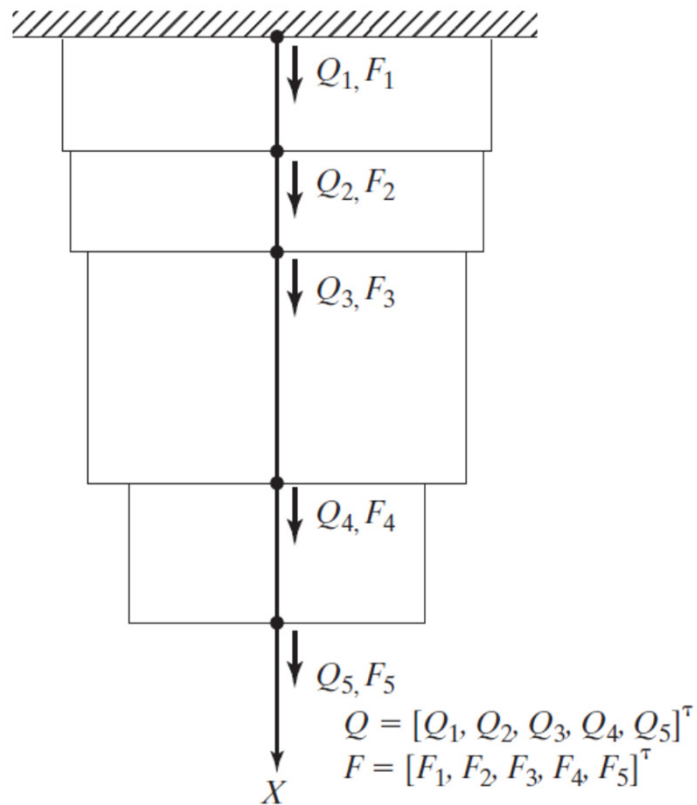 Q₁, F₁
Q₂, F₂
Q₃, F₃
Q₄, F₄
Q₅, F₅
Q = [Q₁, Q₂, Q₃, Q₄, Q₅]ᵀ
F = [F₁, F₂, F₃, F₄, F₅]ᵀ
X